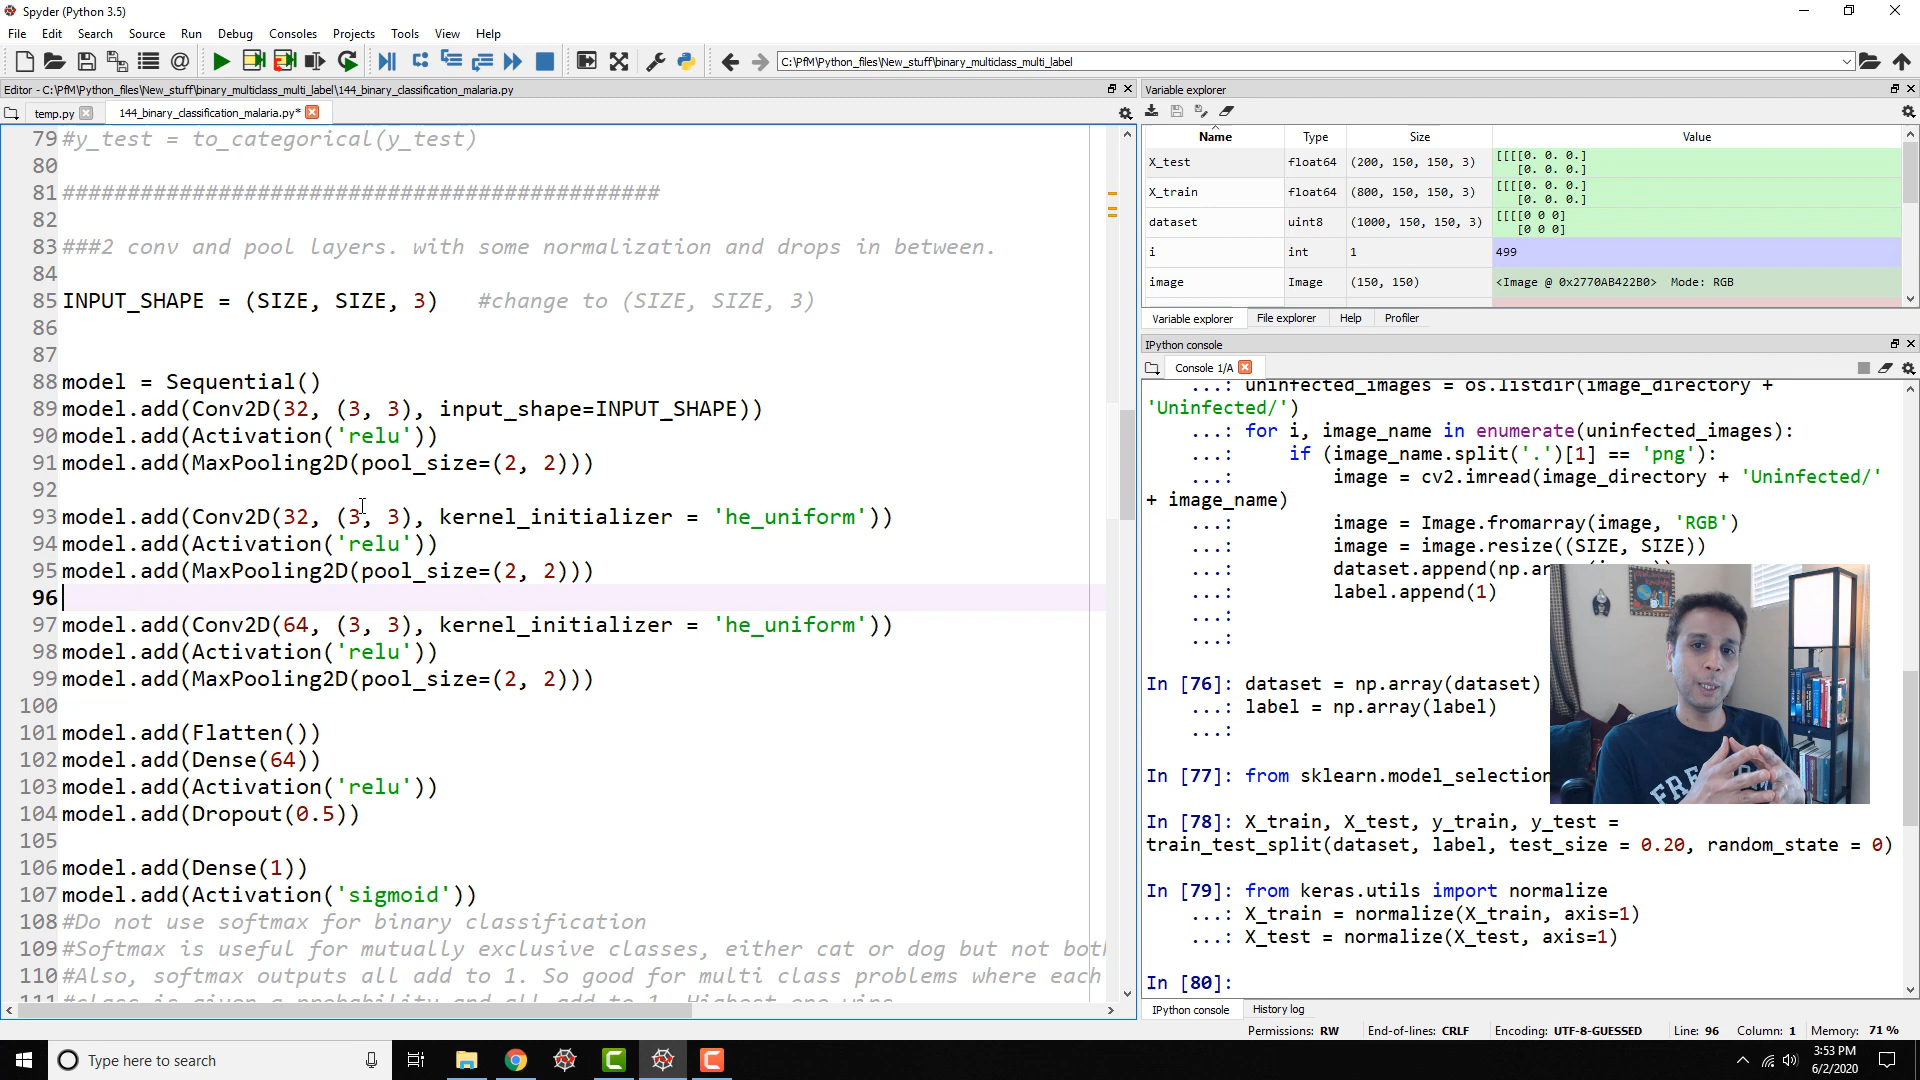 Spyder (Python 3.5)
File Edit Search Source Run Debug Consoles Projects Tools View Help
C:\PfM\Python_files\New_stuff\binary_multiclass_multi_label
Editor - C:\PfM\Python_files\New_stuff\binary_multiclass_multi_label\144_binary_classification_malaria.py
temp.py 144_binary_classification_malaria.py*
79 #y_test = to_categorical(y_test)
80
81 ##############################################
82
83 ###2 conv and pool layers. with some normalization and drops in between.
84
85 INPUT_SHAPE = (SIZE, SIZE, 3) #change to (SIZE, SIZE, 3)
86
87
88 model = Sequential()
89 model.add(Conv2D(32, (3, 3), input_shape=INPUT_SHAPE))
90 model.add(Activation('relu'))
91 model.add(MaxPooling2D(pool_size=(2, 2)))
92
93 model.add(Conv2D(32, (3, 3), kernel_initializer = 'he_uniform'))
94 model.add(Activation('relu'))
95 model.add(MaxPooling2D(pool_size=(2, 2)))
96
97 model.add(Conv2D(64, (3, 3), kernel_initializer = 'he_uniform'))
98 model.add(Activation('relu'))
99 model.add(MaxPooling2D(pool_size=(2, 2)))
100
101 model.add(Flatten())
102 model.add(Dense(64))
103 model.add(Activation('relu'))
104 model.add(Dropout(0.5))
105
106 model.add(Dense(1))
107 model.add(Activation('sigmoid'))
108 #Do not use softmax for binary classification
109 #Softmax is useful for mutually exclusive classes, either cat or dog but not both
110 #Also, softmax outputs all add to 1. So good for multi class problems where each
111 #class is given a probability and all add to 1. Highest one wins
Variable explorer
Name Type Size Value
X_test float64 (200, 150, 150, 3) [[[[0. 0. 0.]
[0. 0. 0.]
X_train float64 (800, 150, 150, 3) [[[[0. 0. 0.]
[0. 0. 0.]
dataset uint8 (1000, 150, 150, 3) [[[[0 0 0]
[0 0 0]
i int 1 499
image Image (150, 150) <Image @ 0x2770AB422B0> Mode: RGB
Variable explorer File explorer Help Profiler
IPython console
Console 1/A
...: uninfected_images = os.listdir(image_directory +
'Uninfected/')
...: for i, image_name in enumerate(uninfected_images):
...: if (image_name.split('.')[1] == 'png'):
...: image = cv2.imread(image_directory + 'Uninfected/'
+ image_name)
...: image = Image.fromarray(image, 'RGB')
...: image = image.resize((SIZE, SIZE))
...: dataset.append(np.ar
...: label.append(1)
...:
...:
In [76]: dataset = np.array(dataset)
...: label = np.array(label)
...:
In [77]: from sklearn.model_selection
In [78]: X_train, X_test, y_train, y_test =
train_test_split(dataset, label, test_size = 0.20, random_state = 0)
In [79]: from keras.utils import normalize
...: X_train = normalize(X_train, axis=1)
...: X_test = normalize(X_test, axis=1)
In [80]:
IPython console History log
Permissions: RW End-of-lines: CRLF Encoding: UTF-8-GUESSED Line: 96 Column: 1 Memory: 71 %
Type here to search
3:53 PM
6/2/2020